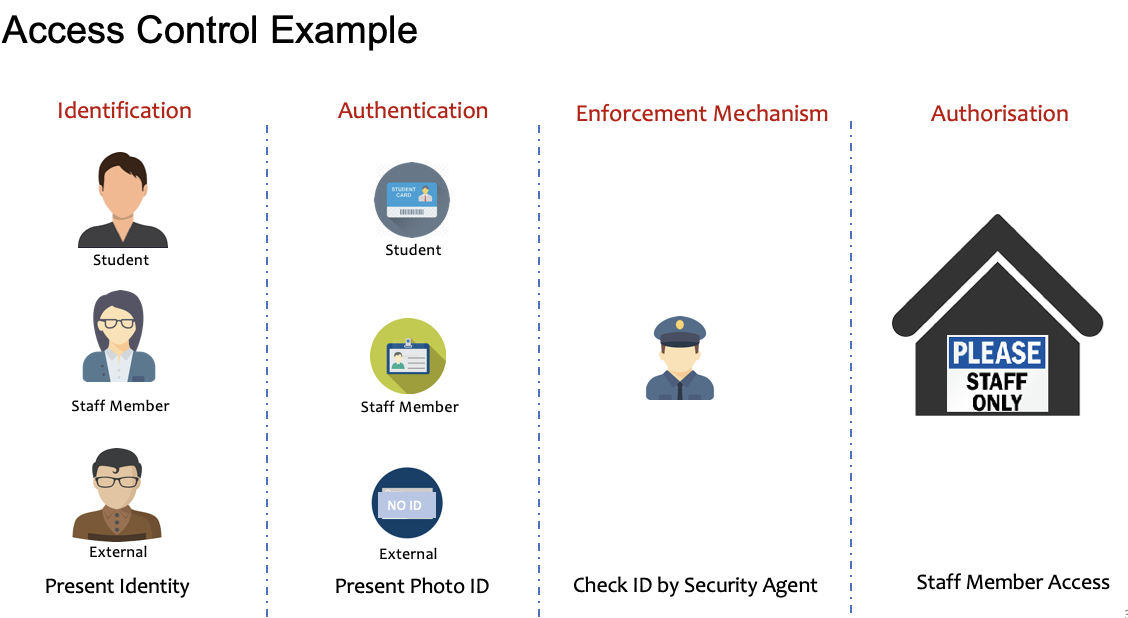 Access Control Example
Identification
Authentication
Enforcement Mechanism
Authorisation
STUDENT
CARD
Student
Student
PLEASE
STAFF
ONLY
Staff Member
Staff Member
NO ID
External
External
Present Identity
Present Photo ID
Check ID by Security Agent
Staff Member Access